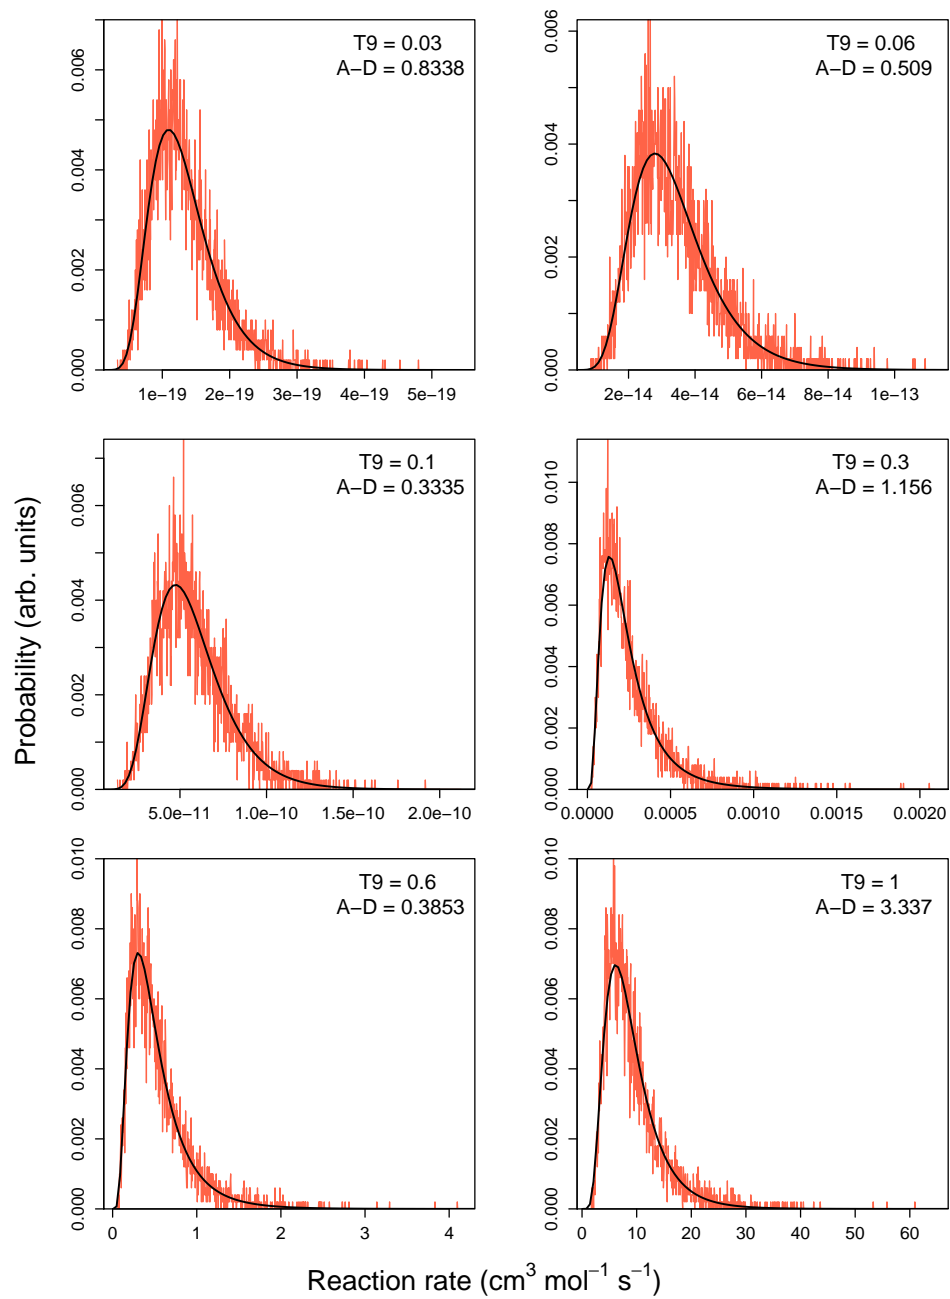 T9 = 0.03
A−D = 0.8338
0.000
0.002
0.004
0.006
1e−19
2e−19
3e−19
4e−19
5e−19
T9 = 0.06
A−D = 0.509
0.000
0.002
0.004
0.006
2e−14
4e−14
6e−14
8e−14
1e−13
T9 = 0.1
A−D = 0.3335
0.000
0.002
0.004
0.006
5.0e−11
1.0e−10
1.5e−10
2.0e−10
T9 = 0.3
A−D = 1.156
0.000
0.002
0.004
0.006
0.008
0.010
0.0000
0.0005
0.0010
0.0015
0.0020
T9 = 0.6
A−D = 0.3853
0.000
0.002
0.004
0.006
0.008
0.010
0
1
2
3
4
T9 = 1
A−D = 3.337
0.000
0.002
0.004
0.006
0.008
0.010
0
10
20
30
40
50
60
Probability (arb. units)
Reaction rate (cm³ mol⁻¹ s⁻¹)